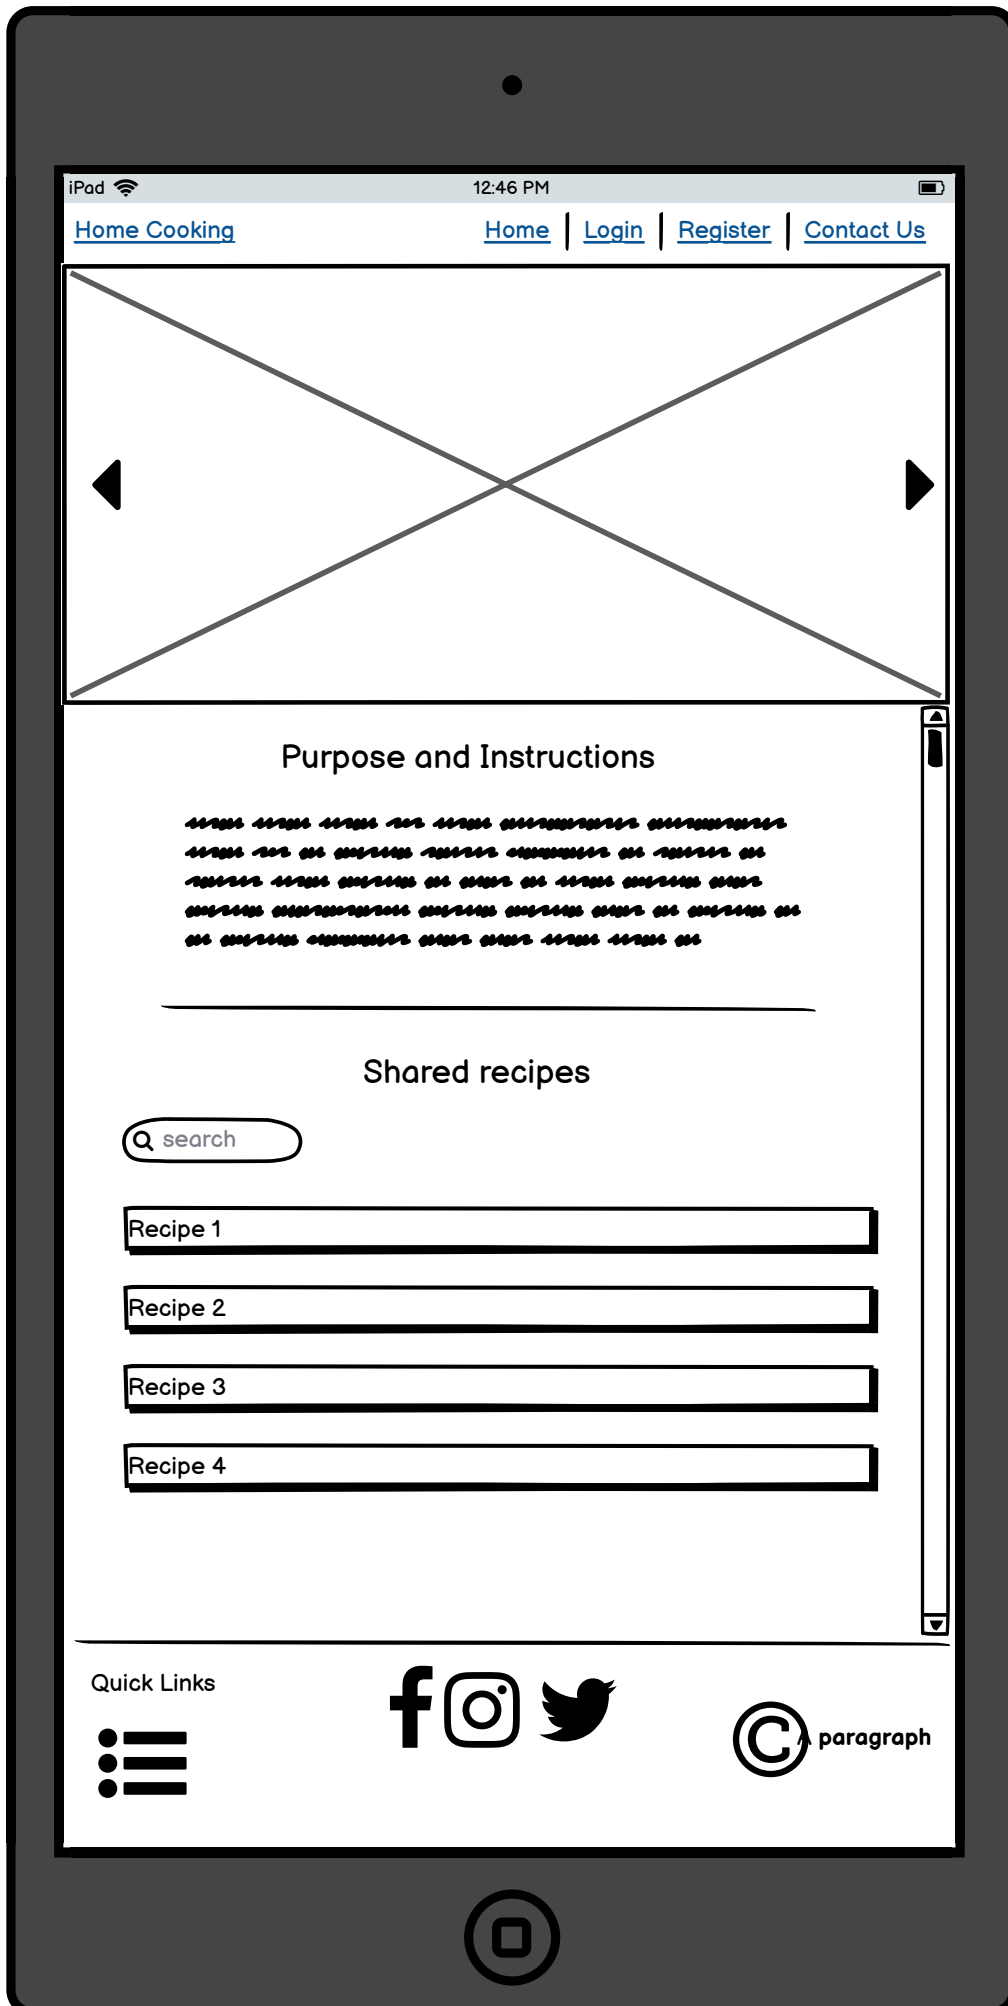 iPad 12:46 PM
Home Cooking Home Login Register Contact Us
Purpose and Instructions
Shared recipes
search
Recipe 1
Recipe 2
Recipe 3
Recipe 4
Quick Links
© A paragraph